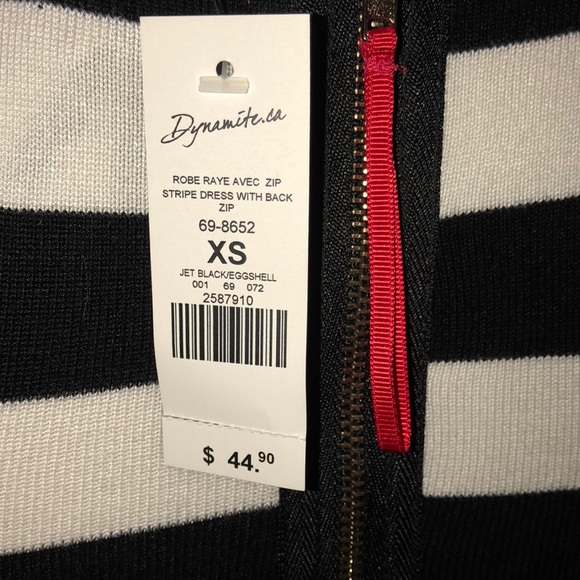 Dynamite.ca
ROBE RAYE AVEC ZIP
STRIPE DRESS WITH BACK
ZIP
69-8652
XS
JET BLACK/EGGSHELL
001 69 072
2587910
$ 44.90